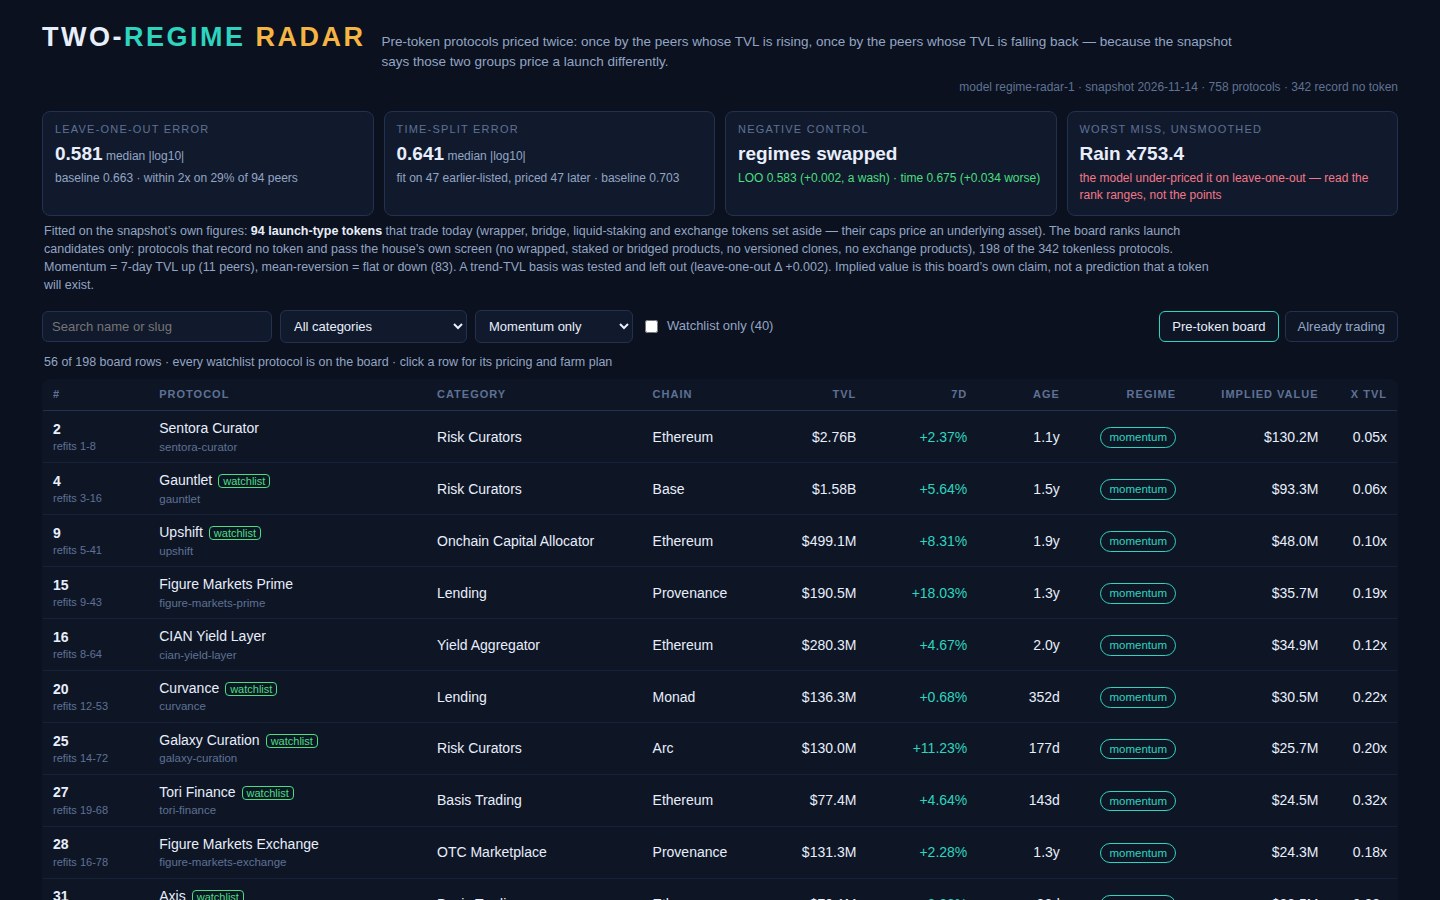 TWO-REGIME RADAR
Pre-token protocols priced twice: once by the peers whose TVL is rising, once by the peers whose TVL is falling back — because the snapshot
says those two groups price a launch differently.
model regime-radar-1 · snapshot 2026-11-14 · 758 protocols · 342 record no token
LEAVE-ONE-OUT ERROR
0.581 median |log10|
baseline 0.663 · within 2x on 29% of 94 peers
TIME-SPLIT ERROR
0.641 median |log10|
fit on 47 earlier-listed, priced 47 later · baseline 0.703
NEGATIVE CONTROL
regimes swapped
LOO 0.583 (+0.002, a wash) · time 0.675 (+0.034 worse)
WORST MISS, UNSMOOTHED
Rain x753.4
the model under-priced it on leave-one-out — read the
rank ranges, not the points
Fitted on the snapshot's own figures: 94 launch-type tokens that trade today (wrapper, bridge, liquid-staking and exchange tokens set aside — their caps price an underlying asset). The board ranks launch
candidates only: protocols that record no token and pass the house's own screen (no wrapped, staked or bridged products, no versioned clones, no exchange products), 198 of the 342 tokenless protocols.
Momentum = 7-day TVL up (11 peers), mean-reversion = flat or down (83). A trend-TVL basis was tested and left out (leave-one-out Δ +0.002). Implied value is this board's own claim, not a prediction that a token
will exist.
Search name or slug All categories Momentum only Watchlist only (40) Pre-token board Already trading
56 of 198 board rows · every watchlist protocol is on the board · click a row for its pricing and farm plan
# PROTOCOL CATEGORY CHAIN TVL 7D AGE REGIME IMPLIED VALUE X TVL
2 Sentora Curator Risk Curators Ethereum $2.76B +2.37% 1.1y momentum $130.2M 0.05x
refits 1-8 sentora-curator
4 Gauntlet watchlist Risk Curators Base $1.58B +5.64% 1.5y momentum $93.3M 0.06x
refits 3-16 gauntlet
9 Upshift watchlist Onchain Capital Allocator Ethereum $499.1M +8.31% 1.9y momentum $48.0M 0.10x
refits 5-41 upshift
15 Figure Markets Prime Lending Provenance $190.5M +18.03% 1.3y momentum $35.7M 0.19x
refits 9-43 figure-markets-prime
16 CIAN Yield Layer Yield Aggregator Ethereum $280.3M +4.67% 2.0y momentum $34.9M 0.12x
refits 8-64 cian-yield-layer
20 Curvance watchlist Lending Monad $136.3M +0.68% 352d momentum $30.5M 0.22x
refits 12-53 curvance
25 Galaxy Curation watchlist Risk Curators Arc $130.0M +11.23% 177d momentum $25.7M 0.20x
refits 14-72 galaxy-curation
27 Tori Finance watchlist Basis Trading Ethereum $77.4M +4.64% 143d momentum $24.5M 0.32x
refits 19-68 tori-finance
28 Figure Markets Exchange OTC Marketplace Provenance $131.3M +2.28% 1.3y momentum $24.3M 0.18x
refits 16-78 figure-markets-exchange
31 Axis watchlist